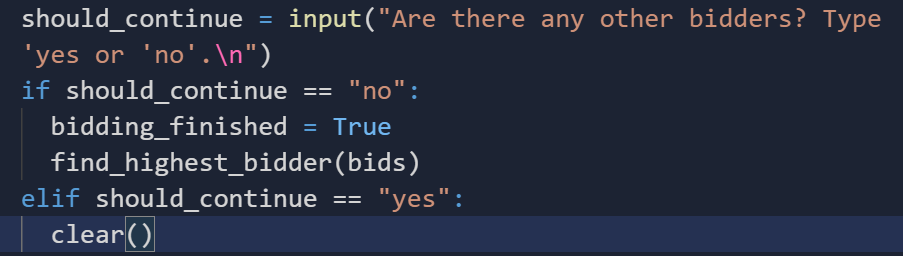 should_continue = input("Are there any other bidders? Type
'yes or 'no'.\n")
if should_continue == "no":
  bidding_finished = True
  find_highest_bidder(bids)
elif should_continue == "yes":
  clear()